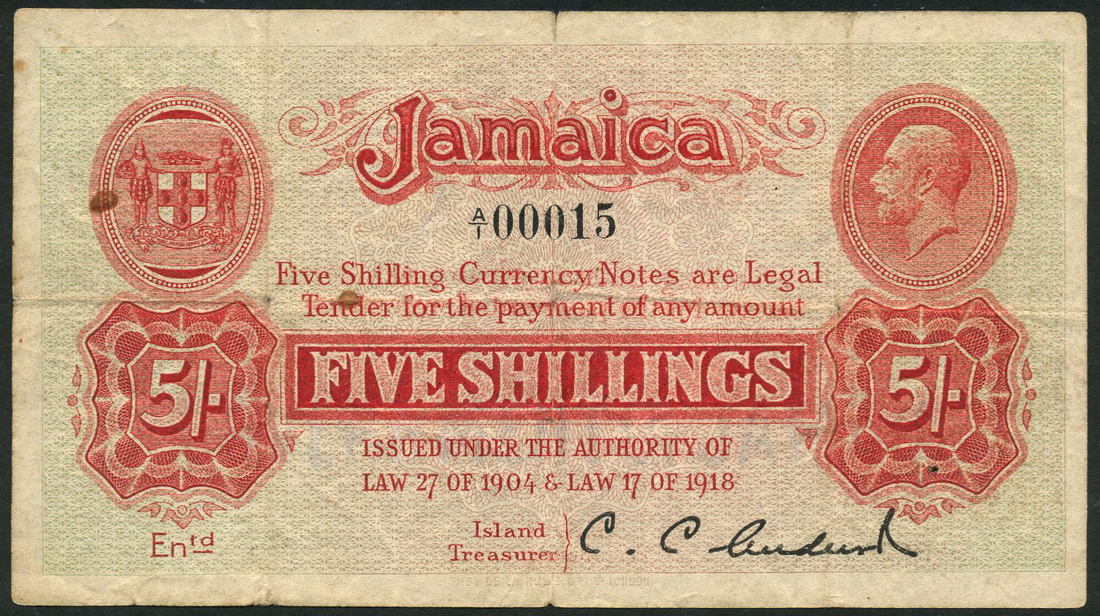 Jamaica
A/1 00015
Five Shilling Currency Notes are Legal
Tender for the payment of any amount
FIVE SHILLINGS
5/-
5/-
ISSUED UNDER THE AUTHORITY OF
LAW 27 OF 1904 & LAW 17 OF 1918
Entd
Island
Treasurer
C. C.